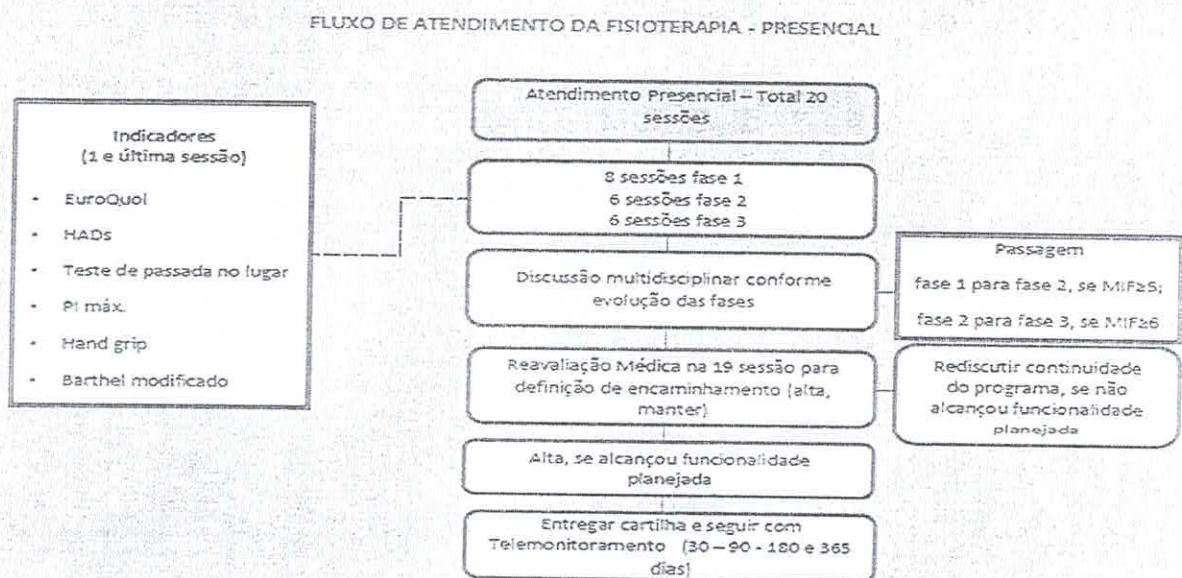 FLUXO DE ATENDIMENTO DA FISIOTERAPIA - PRESENCIAL
Atendimento Presencial – Total 20
sessões
Indicadores
(1 e última sessão)
• EuroQuol
• HADs
• Teste de passada no lugar
• PI máx.
• Hand grip
• Barthel modificado
8 sessões fase 1
6 sessões fase 2
6 sessões fase 3
Discussão multidisciplinar conforme
evolução das fases
Passagem
fase 1 para fase 2, se MIF≥5;
fase 2 para fase 3, se MIF≥6
Reavaliação Médica na 19 sessão para
definição de encaminhamento (alta,
manter)
Rediscutir continuidade
do programa, se não
alcançou funcionalidade
planejada
Alta, se alcançou funcionalidade
planejada
Entregar cartilha e seguir com
Telemonitoramento (30 – 90 - 180 e 365
dias)